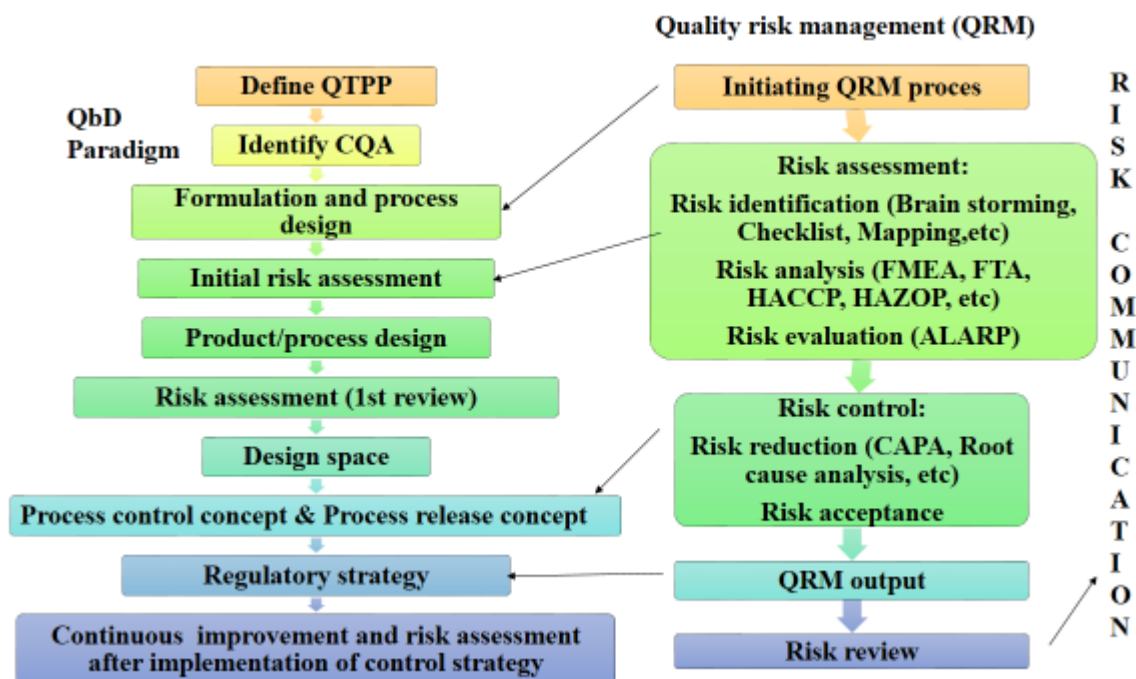 Quality risk management (QRM)
QbD
Paradigm
Define QTPP
Identify CQA
Formulation and process
design
Initial risk assessment
Product/process design
Risk assessment (1st review)
Design space
Process control concept & Process release concept
Regulatory strategy
Continuous improvement and risk assessment
after implementation of control strategy
Initiating QRM proces
Risk assessment:
Risk identification (Brain storming,
Checklist, Mapping,etc)
Risk analysis (FMEA, FTA,
HACCP, HAZOP, etc)
Risk evaluation (ALARP)
Risk control:
Risk reduction (CAPA, Root
cause analysis, etc)
Risk acceptance
QRM output
Risk review
RISK COMMUNICATION